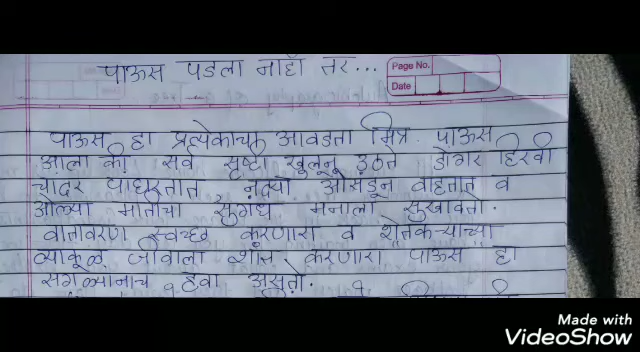 पाऊस पडला नाही तर...
Page No.
Date
पाऊस हा प्रत्येकाचा आवडता मित्र. पाऊस
आला की सर्व सृष्टी खुलून उठते डोंगर हिरवी
चादर पांघरतात नद्या ओसंडून वाहतात व
ओल्या मातीचा सुगंध मनाला सुखावतो.
वातावरण स्वच्छ करणारा व शेतकऱ्याच्या
व्याकूळ जीवाला शांत करणारा पाऊस हा
सगळ्यानाच हवा असतो.
Made with
VideoShow